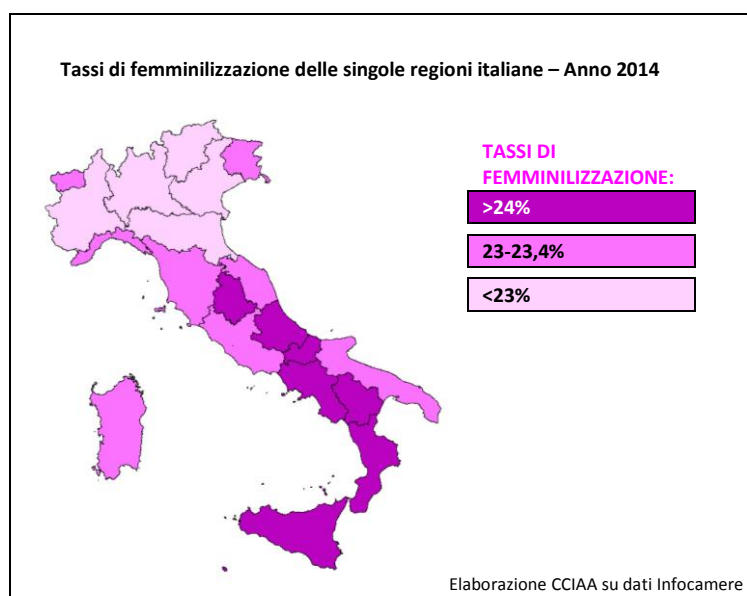 Tassi di femminilizzazione delle singole regioni italiane – Anno 2014
TASSI DI
FEMMINILIZZAZIONE:
>24%
23-23,4%
<23%
Elaborazione CCIAA su dati Infocamere